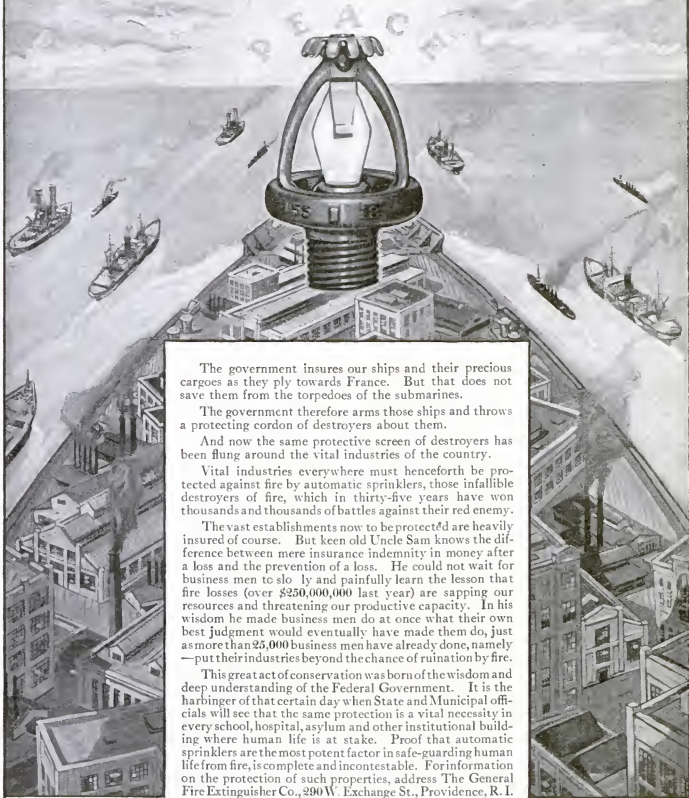 PEACE
155 
The government insures our ships and their precious
cargoes as they ply towards France. But that does not
save them from the torpedoes of the submarines.
The government therefore arms those ships and throws
a protecting cordon of destroyers about them.
And now the same protective screen of destroyers has
been flung around the vital industries of the country.
Vital industries everywhere must henceforth be pro-
tected against fire by automatic sprinklers, those infallible
destroyers of fire, which in thirty-five years have won
thousands and thousands of battles against their red enemy.
The vast establishments now to be protected are heavily
insured of course. But keen old Uncle Sam knows the dif-
ference between mere insurance indemnity in money after
a loss and the prevention of a loss. He could not wait for
business men to slo ly and painfully learn the lesson that
fire losses (over $250,000,000 last year) are sapping our
resources and threatening our productive capacity. In his
wisdom he made business men do at once what their own
best judgment would eventually have made them do, just
as more than 25,000 business men have already done, namely
—put their industries beyond the chance of ruination by fire.
This great act of conservation was born of the wisdom and
deep understanding of the Federal Government. It is the
harbinger of that certain day when State and Municipal offi-
cials will see that the same protection is a vital necessity in
every school, hospital, asylum and other institutional build-
ing where human life is at stake. Proof that automatic
sprinklers are the most potent factor in safe-guarding human
life from fire, is complete and incontestable. For information
on the protection of such properties, address The General
Fire Extinguisher Co., 290 W. Exchange St., Providence, R. I.